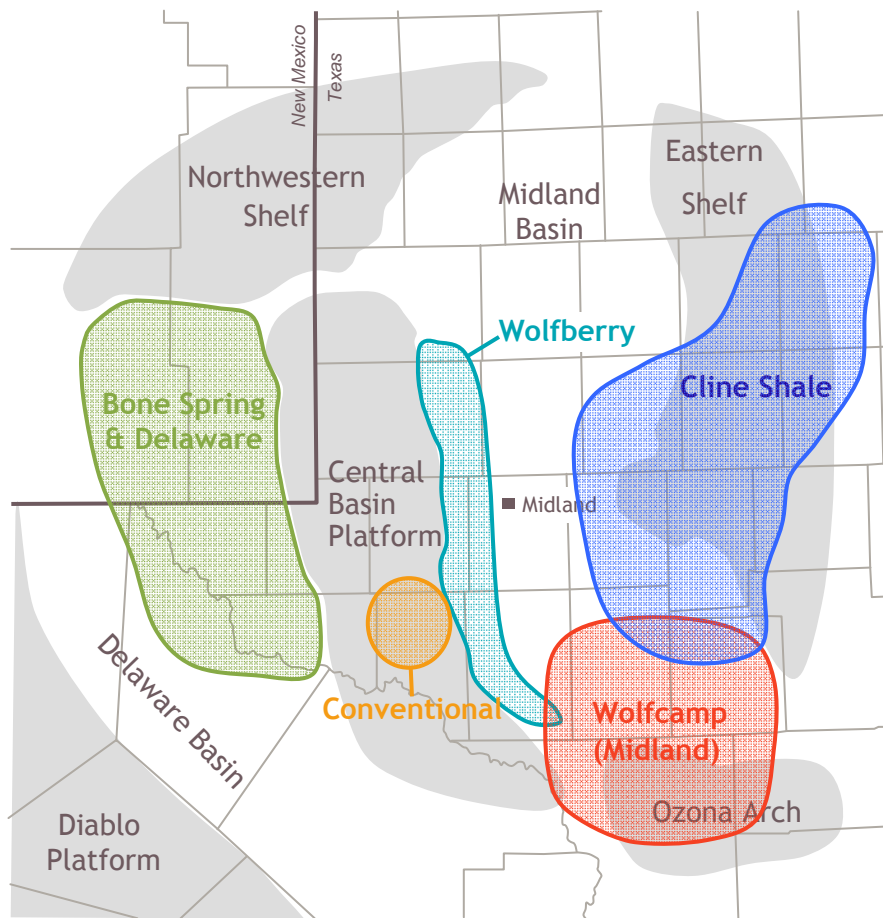 New Mexico
Texas
Northwestern
Shelf
Midland
Basin
Eastern
Shelf
Wolfberry
Cline Shale
Bone Spring
& Delaware
Central
Basin
Platform
Midland
Delaware Basin
Conventional
Wolfcamp
(Midland)
Ozona Arch
Diablo
Platform